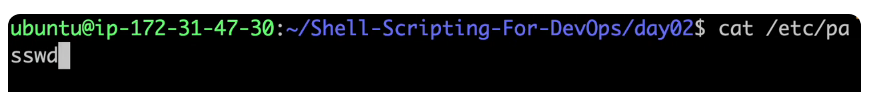 ubuntu@ip-172-31-47-30:~/Shell-Scripting-For-DevOps/day02$ cat /etc/pa
sswd